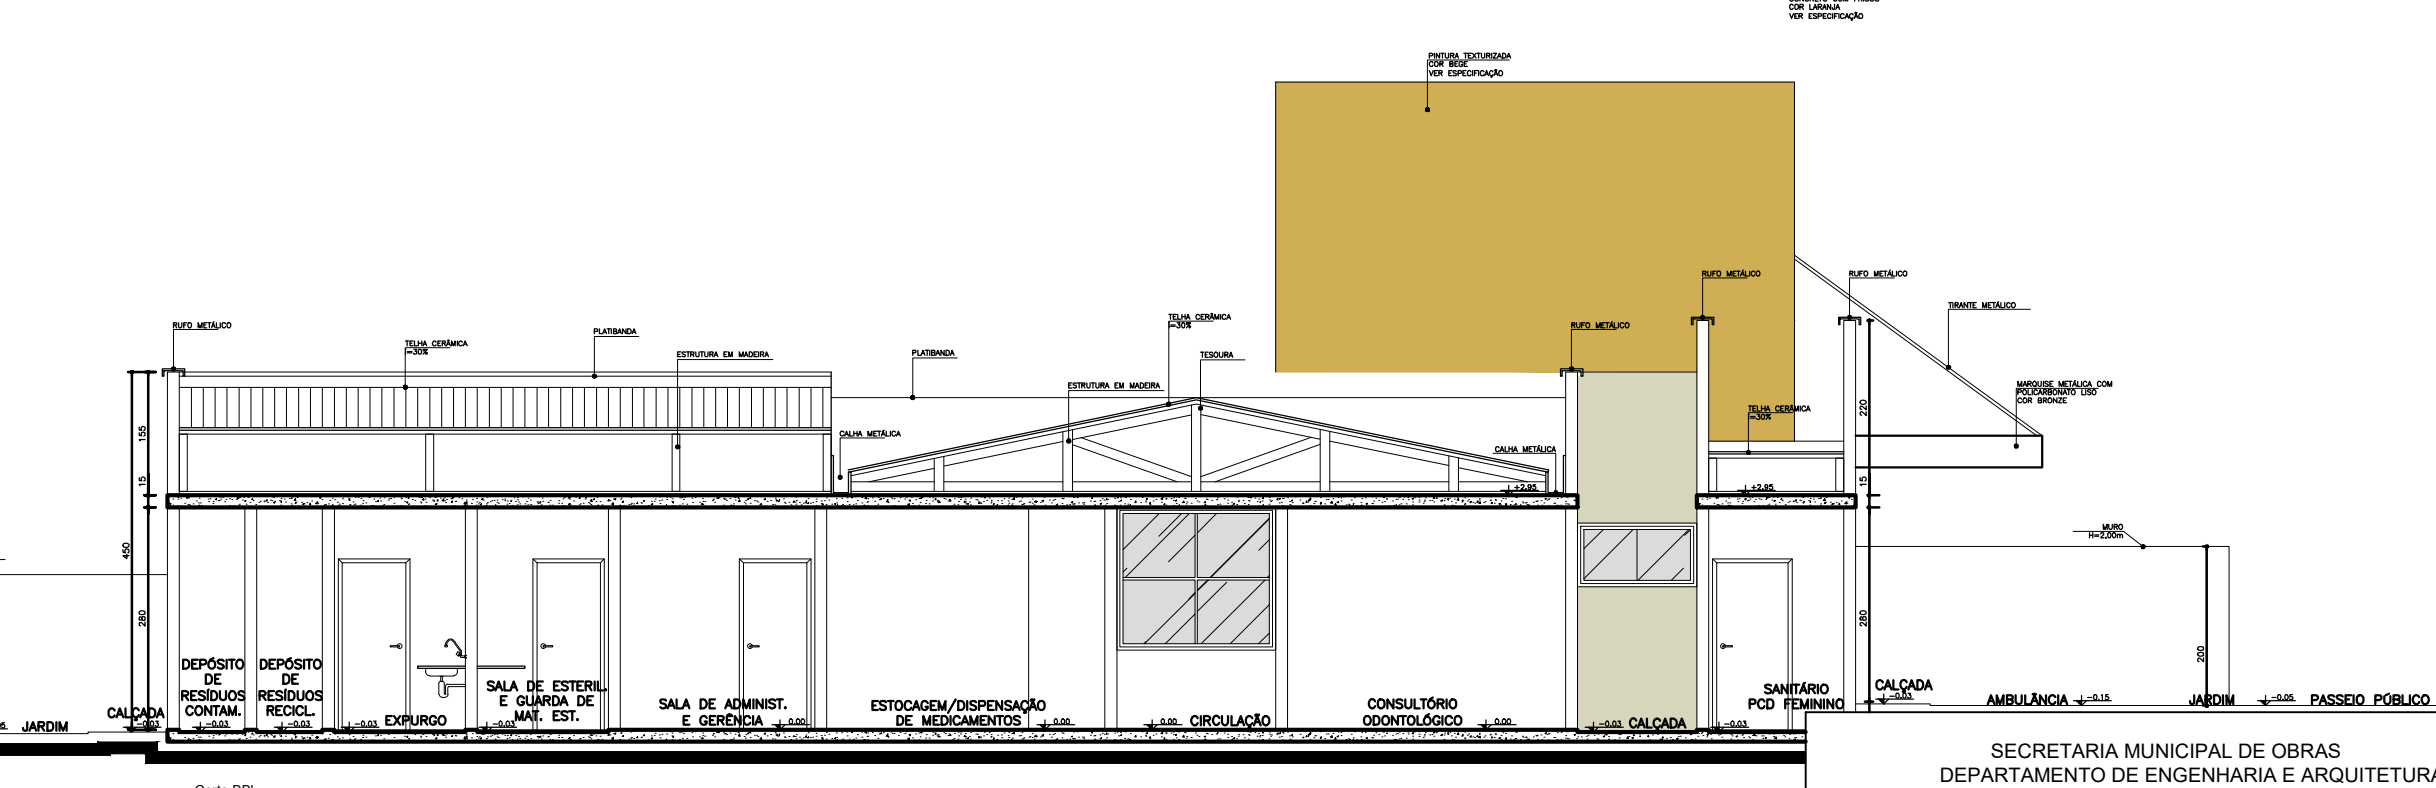 COR LARANJA
VER ESPECIFICAÇÃO
PINTURA TEXTURIZADA
COR BEGE
VER ESPECIFICAÇÃO
RUFO METÁLICO
RUFO METÁLICO
TIRANTE METÁLICO
RUFO METÁLICO
TELHA CERÂMICA
i=30%
PLATIBANDA
ESTRUTURA EM MADEIRA
PLATIBANDA
TELHA CERÂMICA
i=30%
TESOURA
ESTRUTURA EM MADEIRA
RUFO METÁLICO
MARQUISE METÁLICA COM
POLICARBONATO LISO
COR BRONZE
TELHA CERÂMICA
i=30%
CALHA METÁLICA
CALHA METÁLICA
155
15
450
280
220
15
280
+2.95
+2.95
MURO
H=2,00m
200
JARDIM
CALÇADA
-0.03
DEPÓSITO
DE
RESÍDUOS
CONTAM.
-0.03
DEPÓSITO
DE
RESÍDUOS
RECICL.
-0.03
-0.03
EXPURGO
SALA DE ESTERIL.
E GUARDA DE
MAT. EST.
-0.03
SALA DE ADMINIST.
E GERÊNCIA
0.00
ESTOCAGEM/DISPENSAÇÃO
DE MEDICAMENTOS
0.00
0.00
CIRCULAÇÃO
CONSULTÓRIO
ODONTOLÓGICO
0.00
-0.03
CALÇADA
SANITÁRIO
PCD FEMININO
-0.03
CALÇADA
-0.03
AMBULÂNCIA
-0.15
JARDIM
-0.05
PASSEIO PÚBLICO
SECRETARIA MUNICIPAL DE OBRAS
DEPARTAMENTO DE ENGENHARIA E ARQUITETURA